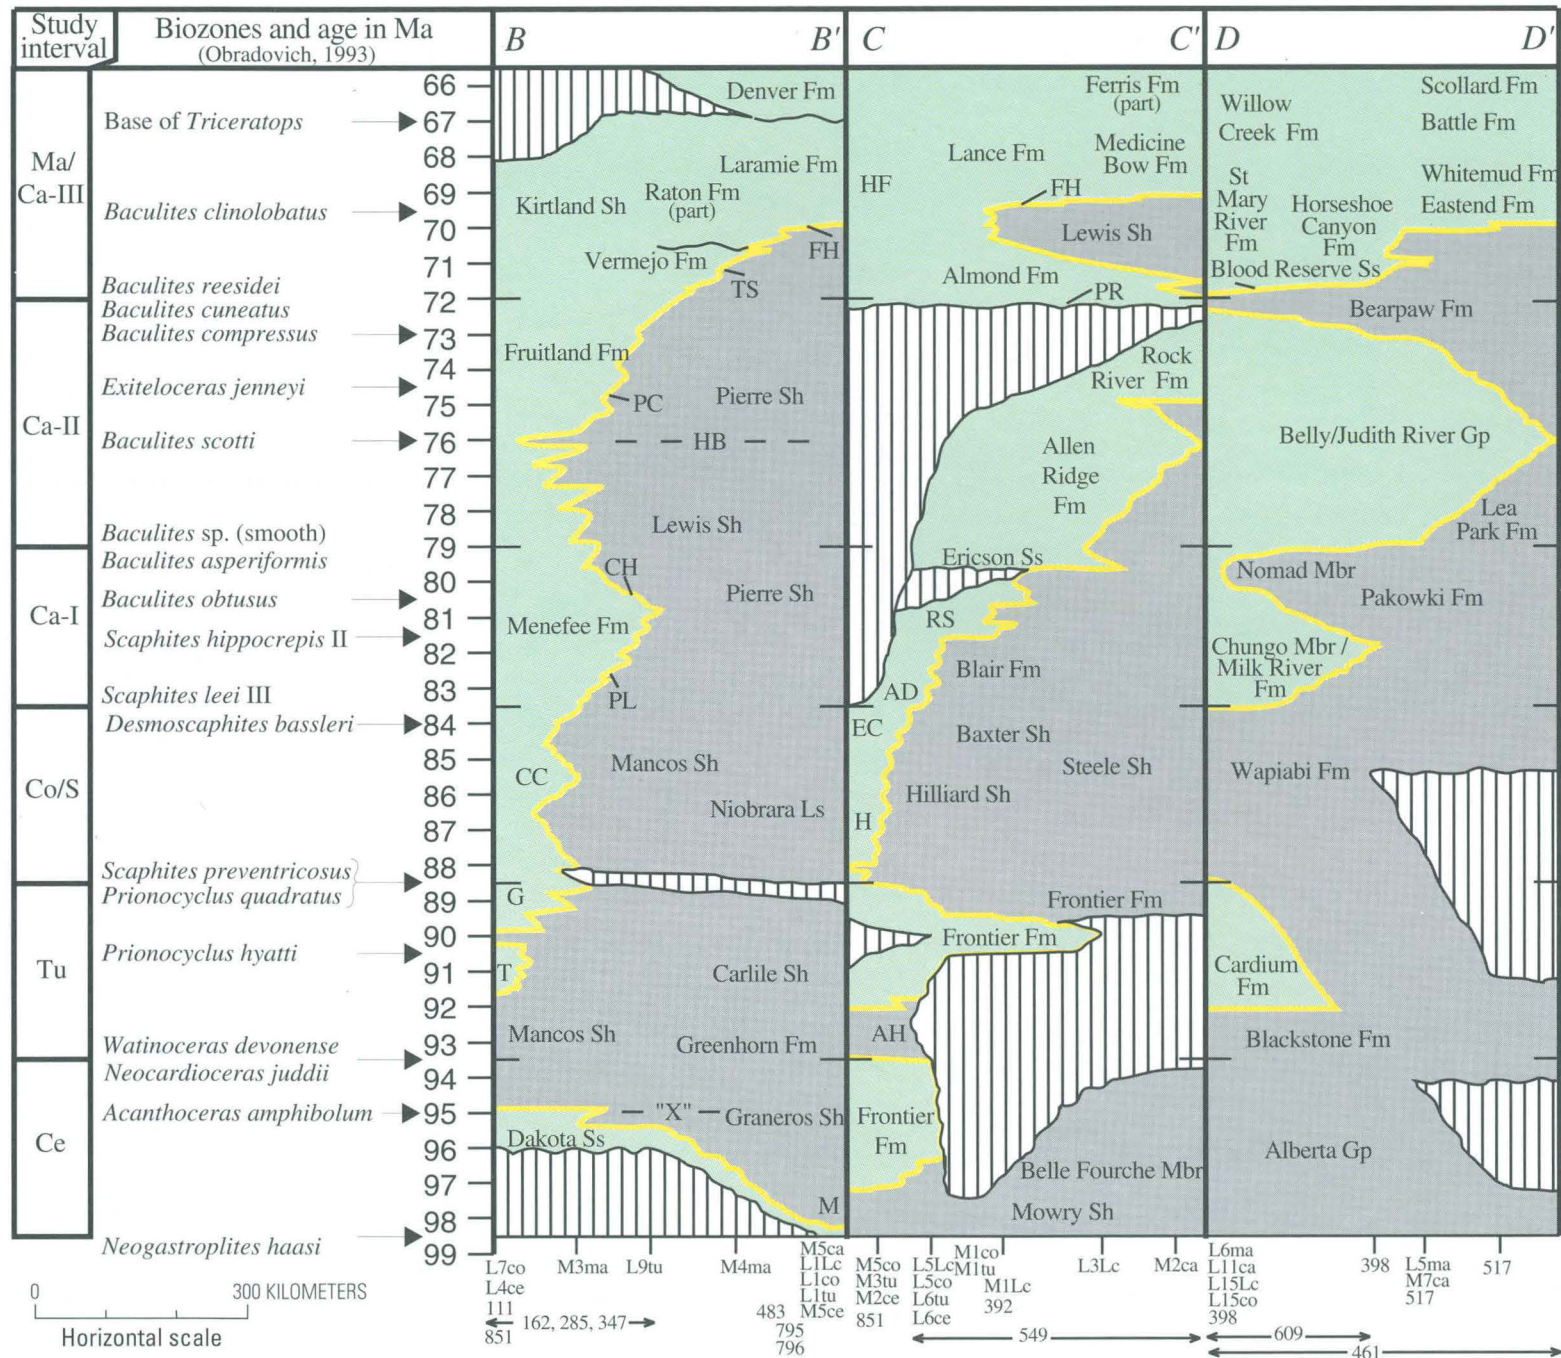 Study
interval
Biozones and age in Ma
(Obradovich, 1993)
B
B'
C
C'
D
D'
Ma/
Ca-III
Ca-II
Ca-I
Co/S
Tu
Ce
Base of Triceratops
Baculites clinolobatus
Baculites reesidei
Baculites cuneatus
Baculites compressus
Exiteloceras jenneyi
Baculites scotti
Baculites sp. (smooth)
Baculites asperiformis
Baculites obtusus
Scaphites hippocrepis II
Scaphites leei III
Desmoscaphites bassleri
Scaphites preventricosus
Prionocyclus quadratus
Prionocyclus hyatti
Watinoceras devonense
Neocardioceras juddii
Acanthoceras amphibolum
Neogastroplites haasi
66
67
68
69
70
71
72
73
74
75
76
77
78
79
80
81
82
83
84
85
86
87
88
89
90
91
92
93
94
95
96
97
98
99
Denver Fm
Laramie Fm
Raton Fm
(part)
Kirtland Sh
Vermejo Fm
FH
TS
Fruitland Fm
PC
Pierre Sh
HB
Lewis Sh
CH
Pierre Sh
Menefee Fm
PL
Mancos Sh
CC
Niobrara Ls
G
T
Carlile Sh
Mancos Sh
Greenhorn Fm
"X"
Graneros Sh
Dakota Ss
M
Ferris Fm
(part)
Medicine
Bow Fm
Lance Fm
HF
FH
Lewis Sh
Almond Fm
PR
Rock
River Fm
Allen
Ridge
Fm
Ericson Ss
RS
Blair Fm
AD
EC
Baxter Sh
Steele Sh
Hilliard Sh
H
Frontier Fm
Frontier Fm
AH
Frontier
Fm
Belle Fourche Mbr
Mowry Sh
Scollard Fm
Willow
Creek Fm
Battle Fm
Whitemud Fm
St
Mary
River
Fm
Horseshoe
Canyon
Fm
Eastend Fm
Blood Reserve Ss
Bearpaw Fm
Belly/Judith River Gp
Lea
Park Fm
Nomad Mbr
Pakowki Fm
Chungo Mbr /
Milk River
Fm
Wapiabi Fm
Cardium
Fm
Blackstone Fm
Alberta Gp
L7co
L4ce
111
851
M3ma
L9tu
162, 285, 347
M4ma
483
795
796
M5ca
L1Lc
L1co
L1tu
M5ce
M5co
M3tu
M2ce
851
L5Lc
L5co
L6tu
L6ce
M1co
M1tu
M1Lc
392
L3Lc
M2ca
549
L6ma
L11ca
L15Lc
L15co
398
398
L5ma
M7ca
517
517
609
461
0
300 KILOMETERS
Horizontal scale